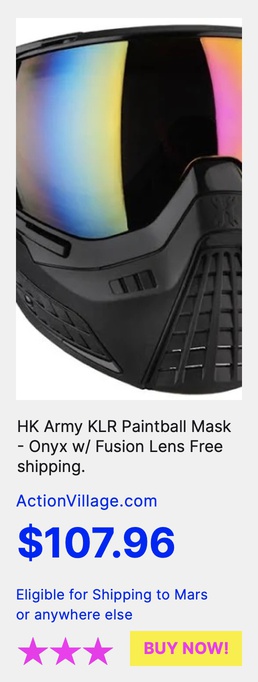 HK Army KLR Paintball Mask
- Onyx w/ Fusion Lens Free
shipping.
ActionVillage.com
$107.96
Eligible for Shipping to Mars
or anywhere else
BUY NOW!